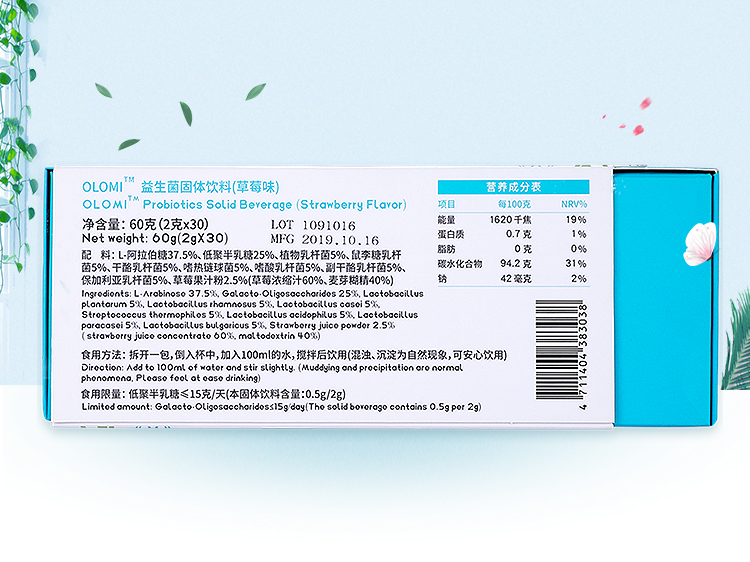 OLOMI™ 益生菌固体饮料(草莓味)
OLOMI™ Probiotics Solid Beverage (Strawberry Flavor)
净含量: 60克(2克x30) LOT 1091016
Net weight: 60g(2gX30) MFG 2019.10.16
配 料: L-阿拉伯糖37.5%、低聚半乳糖25%、植物乳杆菌5%、鼠李糖乳杆
菌5%、干酪乳杆菌5%、嗜热链球菌5%、嗜酸乳杆菌5%、副干酪乳杆菌5%、
保加利亚乳杆菌5%、草莓果汁粉2.5%(草莓浓缩汁60%、麦芽糊精40%)
Ingredients: L-Arabinose 37.5%, Galacto-Oligosaccharides 25%, Lactobacillus
plantarum 5%, Lactobacillus rhamnosus 5%, Lactobacillus casei 5%,
Streptococcus thermophilos 5%, Lactobacillus acidophilus 5%, Lactobacillus
paracasei 5%, Lactobacillus bulgaricus 5%, Strawberry juice powder 2.5%
( strawberry juice concentrate 60%, maltodextrin 40%)
食用方法: 拆开一包,倒入杯中,加入100ml的水,搅拌后饮用(混浊、沉淀为自然现象,可安心饮用)
Direction: Add to 100mL of water and stir slightly. (Muddying and precipitation are normal
phenomena, Please feel at ease drinking)
食用限量: 低聚半乳糖≤15克/天(本固体饮料含量:0.5g/2g)
Limited amount: Galacto-Oligosaccharides≤15g/day(The solid beverage contains 0.5g per 2g)
营养成分表
项目 每100克 NRV%
能量 1620 千焦 19%
蛋白质 0.7 克 1%
脂肪 0 克 0%
碳水化合物 94.2 克 31%
钠 42 毫克 2%
4 711404 383038